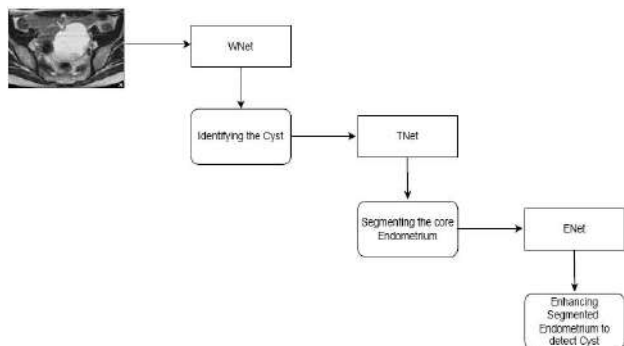 WNet
Identifying the Cyst
TNet
Segmenting the core
Endometrium
ENet
Enhancing
Segmented
Endometrium to
detect Cyst